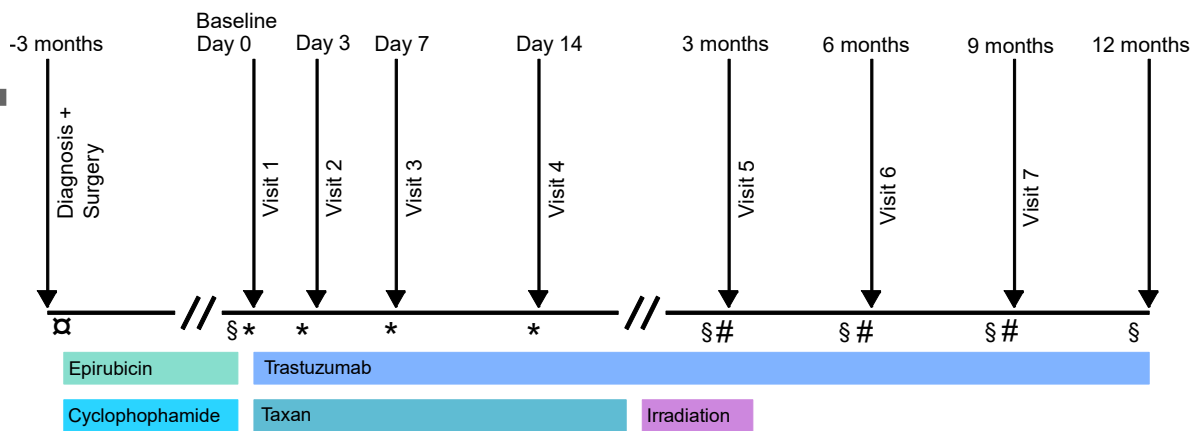 Baseline
-3 months Day 0 Day 3 Day 7 Day 14 3 months 6 months 9 months 12 months
Diagnosis +
Surgery
Visit 1
Visit 2
Visit 3
Visit 4
Visit 5
Visit 6
Visit 7
¤ §* * * * §# §# §# §
Epirubicin Trastuzumab
Cyclophophamide Taxan Irradiation